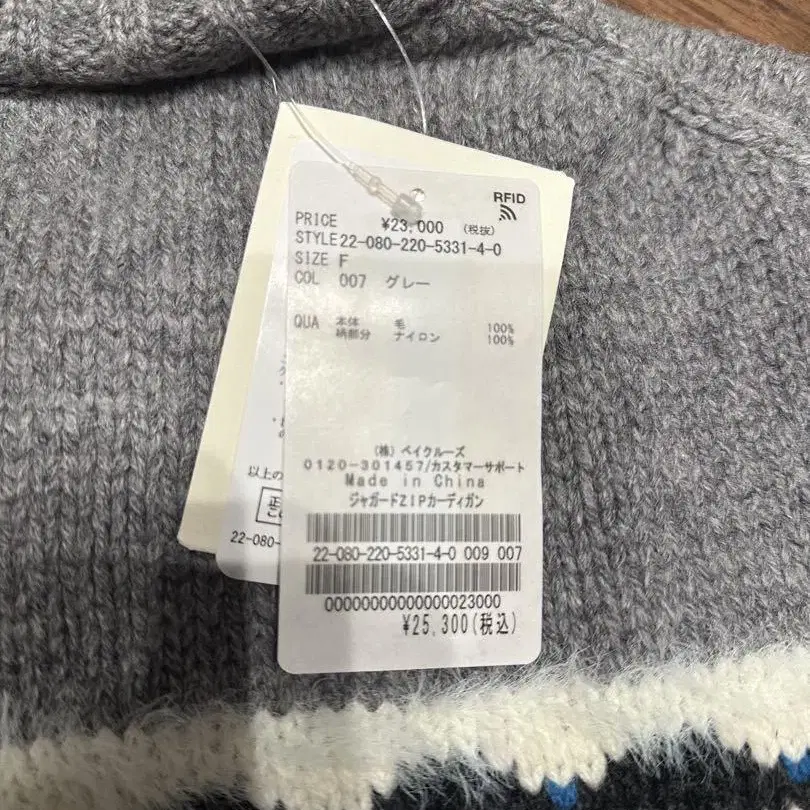 RFID
PRICE ¥23,000 (税抜)
STYLE 22-080-220-5331-4-0
SIZE F
COL 007 グレー
QUA 本体 毛 100%
柄部分 ナイロン 100%
(株) ベイクルーズ
0120-301457/カスタマーサポート
Made in China
ジャガードZIPカーディガン
22-080-220-5331-4-0 009 007
00000000000000023000
¥25,300(税込)
以上の
22-080-